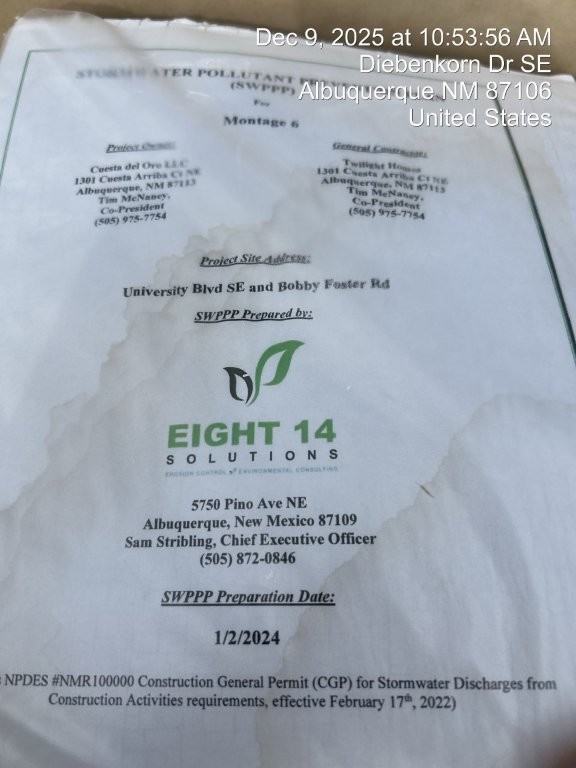 Dec 9, 2025 at 10:53:56 AM
Diebenkorn Dr SE
Albuquerque NM 87106
United States
STORMWATER POLLUTANT
(SWPPP)
For
Montage 6
Project Owner:
Cuesta del Oro LLC
1301 Cuesta Arriba Ct NE
Albuquerque, NM 87113
Tim McNaney,
Co-President
(505) 975-7754
General Contractor:
Twilight Homes
1301 Cuesta Arriba Ct NE
Albuquerque, NM 87113
Tim McNaney,
Co-President
(505) 975-7754
Project Site Address:
University Blvd SE and Bobby Foster Rd
SWPPP Prepared by:
EIGHT 14
SOLUTIONS
EROSION CONTROL ENVIRONMENTAL CONSULTING
5750 Pino Ave NE
Albuquerque, New Mexico 87109
Sam Stribling, Chief Executive Officer
(505) 872-0846
SWPPP Preparation Date:
1/2/2024
NPDES #NMR100000 Construction General Permit (CGP) for Stormwater Discharges from
Construction Activities requirements, effective February 17th, 2022)